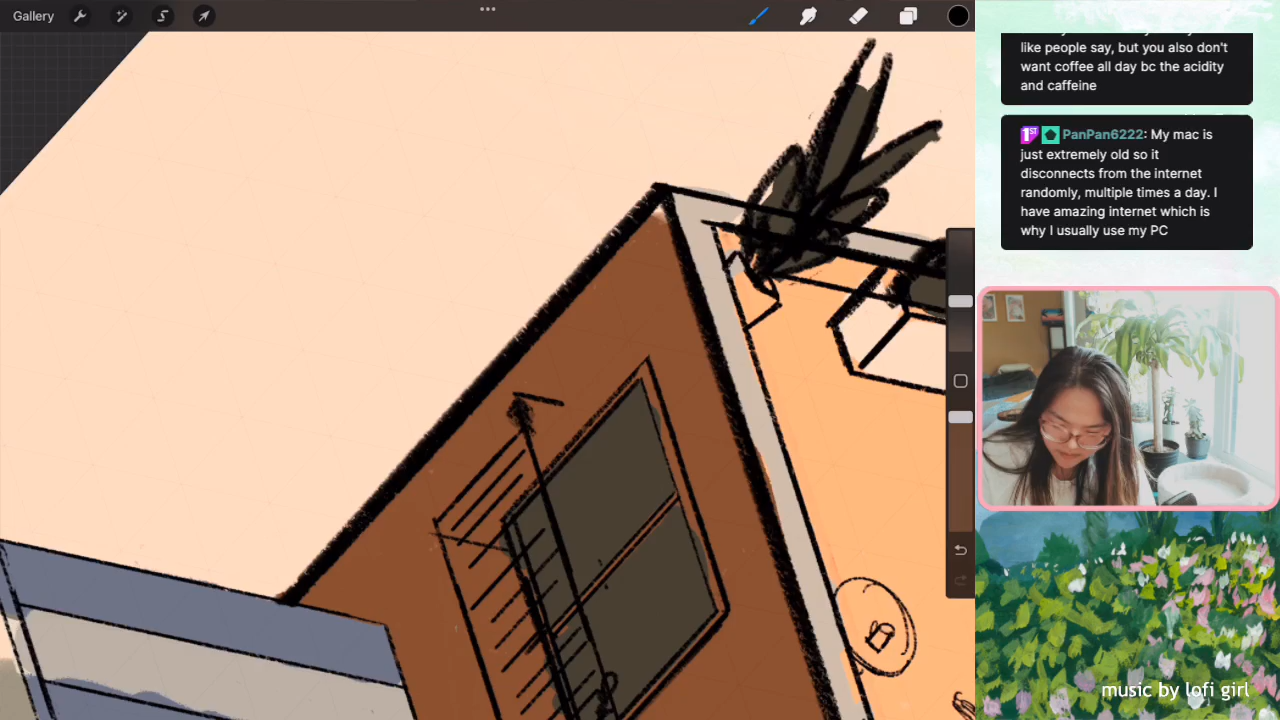 Gallery
like people say, but you also don't
want coffee all day bc the acidity
and caffeine
1ST PanPan6222: My mac is
just extremely old so it
disconnects from the internet
randomly, multiple times a day. I
have amazing internet which is
why I usually use my PC
music by lofi girl